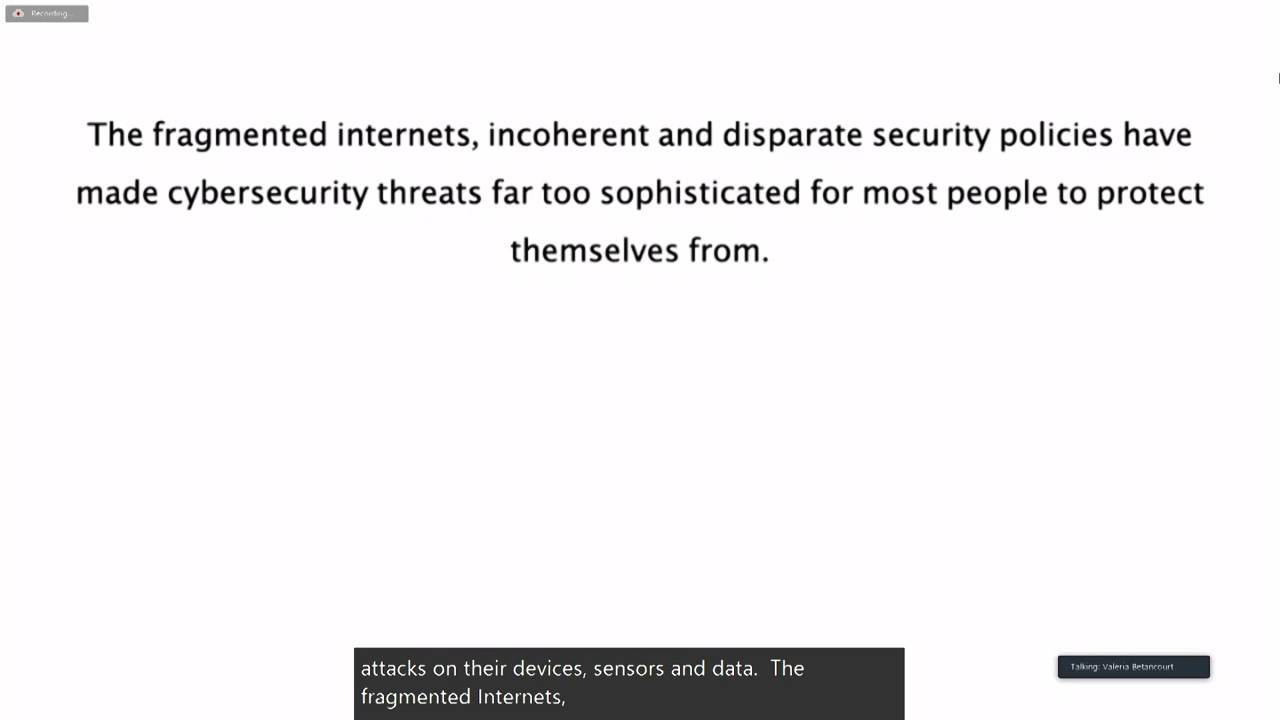 Recording...
The fragmented internets, incoherent and disparate security policies have
made cybersecurity threats far too sophisticated for most people to protect
themselves from.
attacks on their devices, sensors and data.  The
fragmented Internets,
Talking: Valeria Betancourt